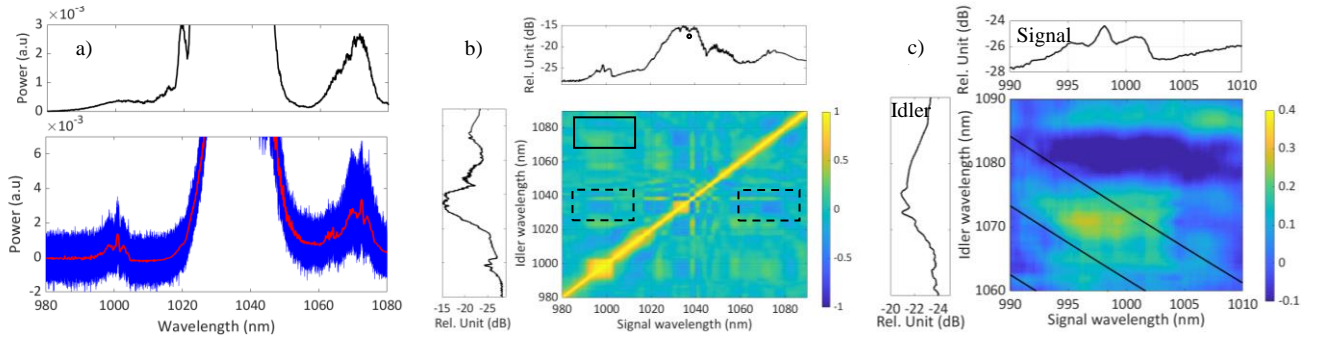 ×10⁻³
a)
Power (a.u)
3
2
1
0
×10⁻³
Power (a.u)
6
4
2
0
-2
980 1000 1020 1040 1060 1080
Wavelength (nm)
b)
Rel. Unit (dB)
-15
-20
-25
Idler wavelength (nm)
1080
1060
1040
1020
1000
980
980 1000 1020 1040 1060 1080
Signal wavelength (nm)
-15 -20 -25
Rel. Unit (dB)
1
0.5
0
-0.5
-1
c)
Signal
Rel. Unit (dB)
-24
-26
-28
990 995 1000 1005 1010
Idler
Idler wavelength (nm)
1090
1080
1070
1060
990 995 1000 1005 1010
Signal wavelength (nm)
-20 -22 -24
Rel. Unit (dB)
0.4
0.3
0.2
0.1
0
-0.1